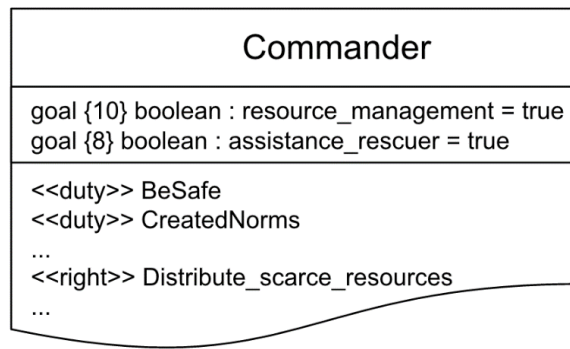 Commander
goal {10} boolean : resource_management = true
goal {8} boolean : assistance_rescuer = true
<<duty>> BeSafe
<<duty>> CreatedNorms
...
<<right>> Distribute_scarce_resources
...